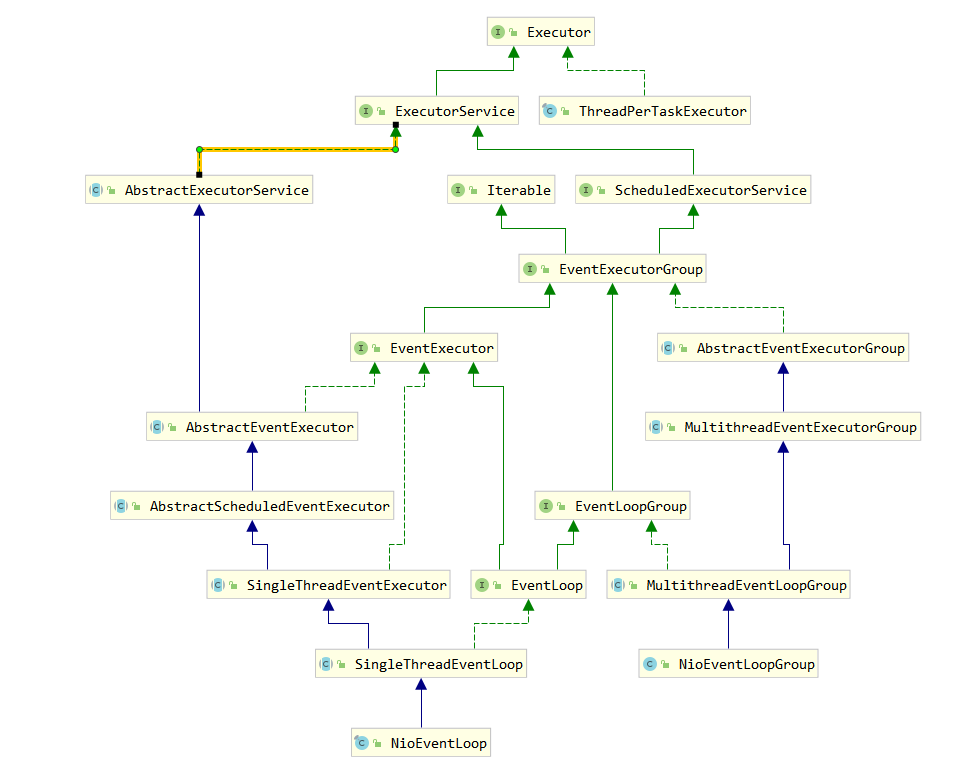 Executor
ExecutorService
ThreadPerTaskExecutor
AbstractExecutorService
Iterable
ScheduledExecutorService
EventExecutorGroup
EventExecutor
AbstractEventExecutorGroup
AbstractEventExecutor
MultithreadEventExecutorGroup
AbstractScheduledEventExecutor
EventLoopGroup
SingleThreadEventExecutor
EventLoop
MultithreadEventLoopGroup
SingleThreadEventLoop
NioEventLoopGroup
NioEventLoop